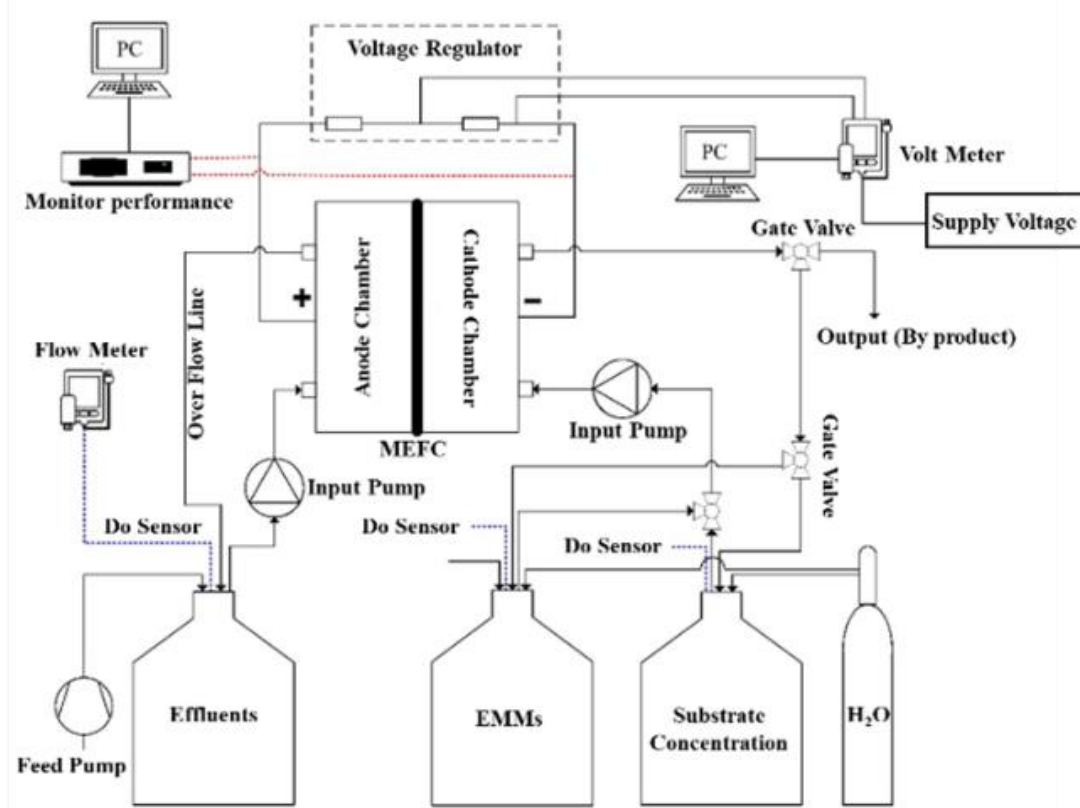 PC
Voltage Regulator
Monitor performance
PC
Volt Meter
Supply Voltage
Gate Valve
Output (By product)
+
−
Anode Chamber
Cathode Chamber
MEFC
Over Flow Line
Flow Meter
Input Pump
Input Pump
Gate Valve
Do Sensor
Do Sensor
Do Sensor
Effluents
EMMs
Substrate
Concentration
H₂O
Feed Pump